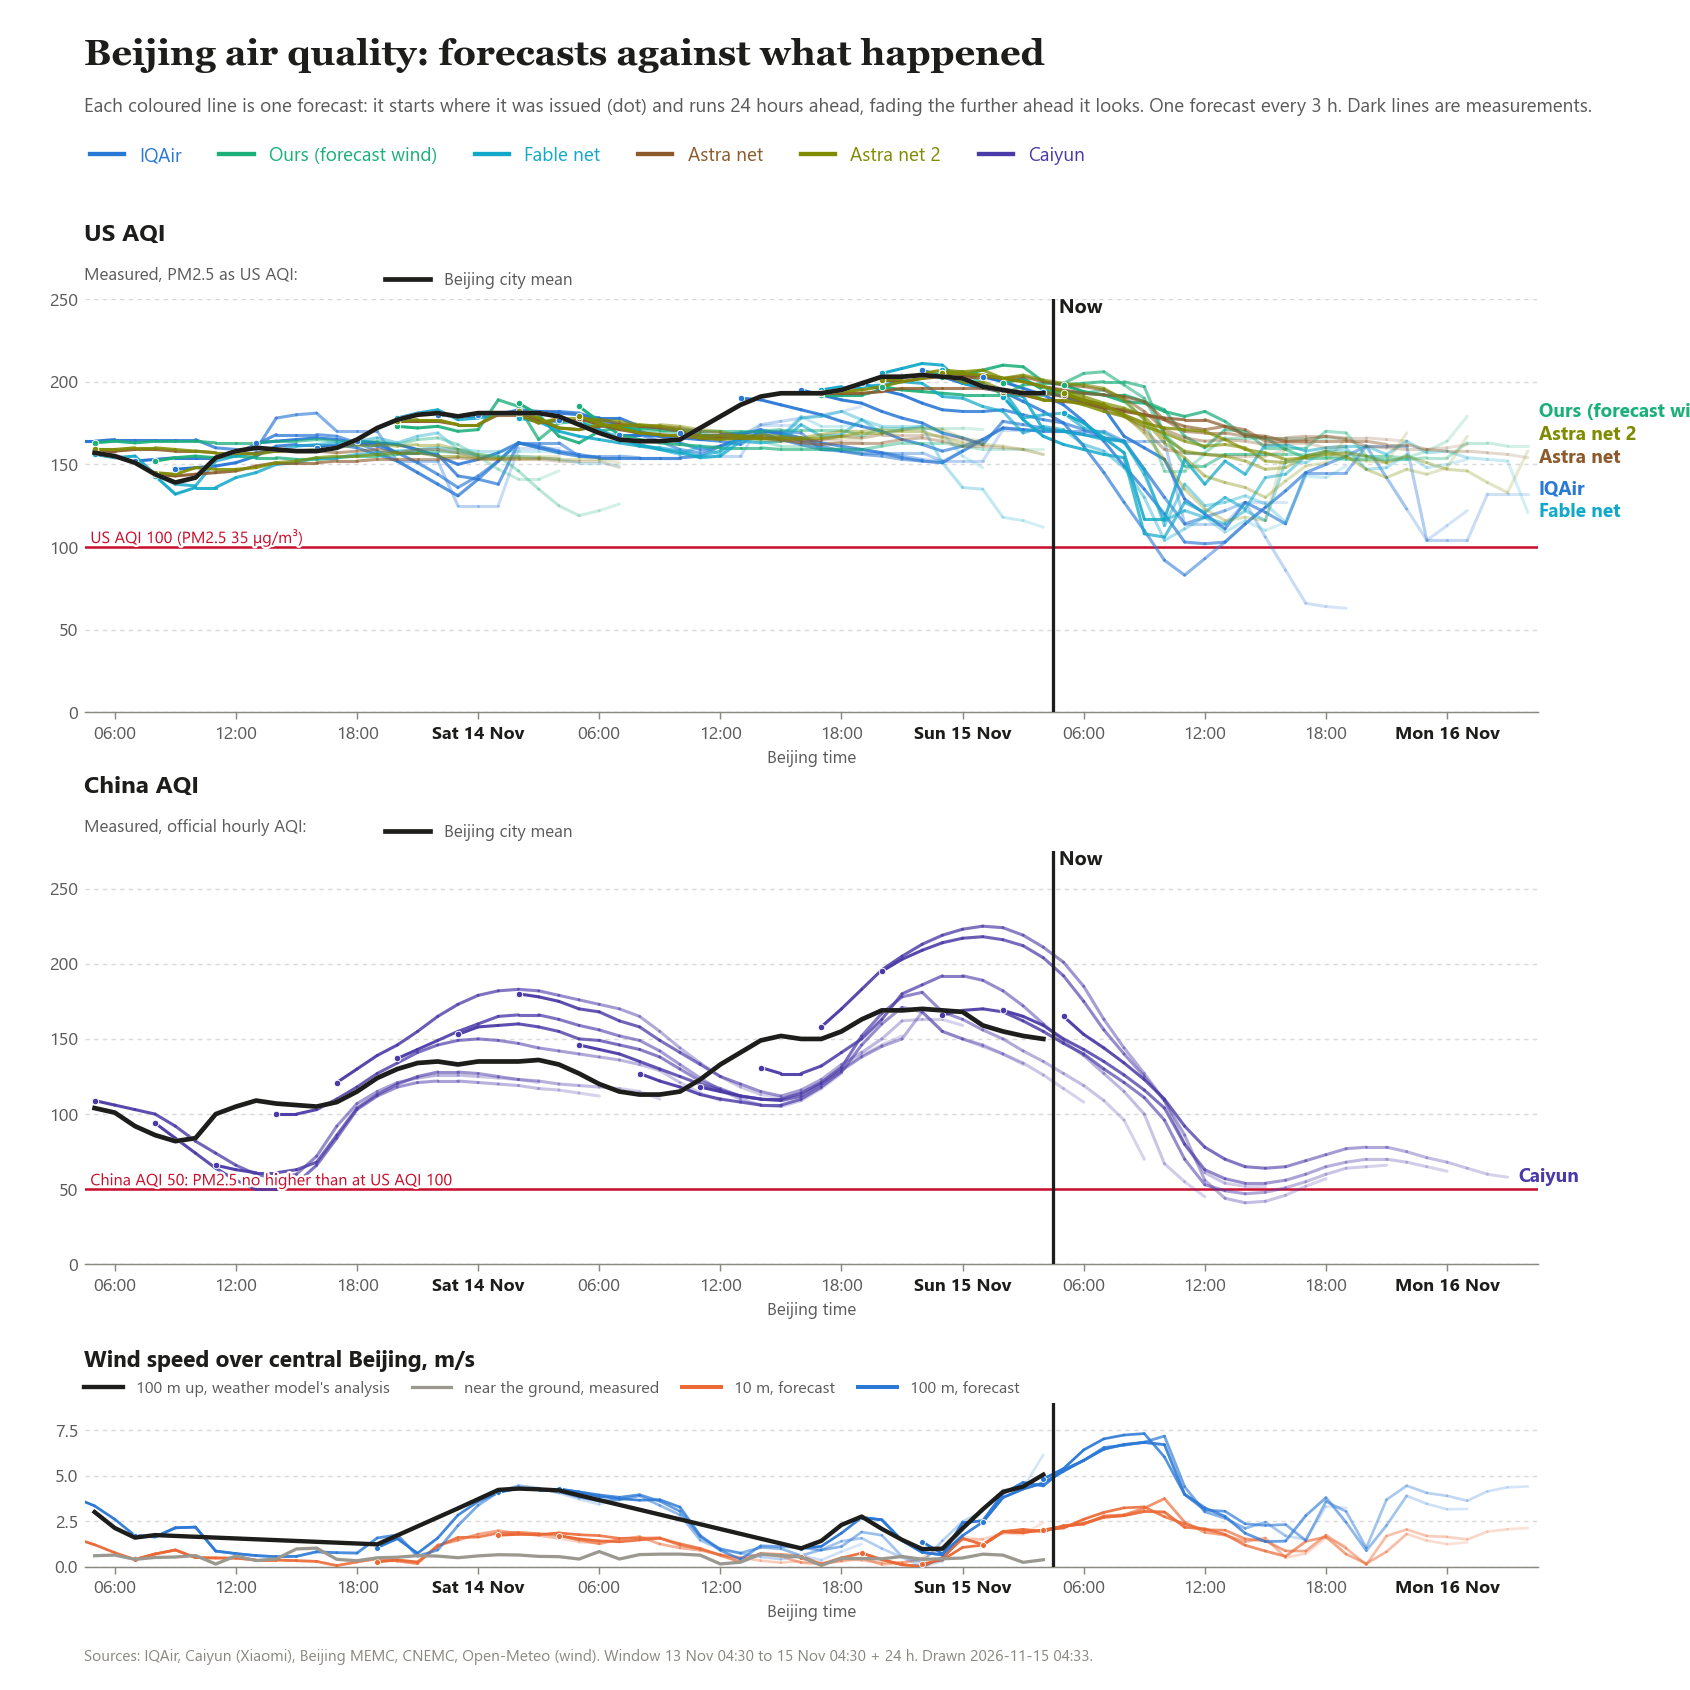 Beijing air quality: forecasts against what happened
Each coloured line is one forecast: it starts where it was issued (dot) and runs 24 hours ahead, fading the further ahead it looks. One forecast every 3 h. Dark lines are measurements.
IQAir Ours (forecast wind) Fable net Astra net Astra net 2 Caiyun
US AQI
Measured, PM2.5 as US AQI: Beijing city mean
250
Now
200
Ours (forecast wi
Astra net 2
Astra net
150
IQAir
Fable net
US AQI 100 (PM2.5 35 µg/m³)
100
50
0
06:00 12:00 18:00 Sat 14 Nov 06:00 12:00 18:00 Sun 15 Nov 06:00 12:00 18:00 Mon 16 Nov
Beijing time
China AQI
Measured, official hourly AQI: Beijing city mean
Now
250
200
150
100
China AQI 50: PM2.5 no higher than at US AQI 100
Caiyun
50
0
06:00 12:00 18:00 Sat 14 Nov 06:00 12:00 18:00 Sun 15 Nov 06:00 12:00 18:00 Mon 16 Nov
Beijing time
Wind speed over central Beijing, m/s
100 m up, weather model's analysis near the ground, measured 10 m, forecast 100 m, forecast
7.5
5.0
2.5
0.0
06:00 12:00 18:00 Sat 14 Nov 06:00 12:00 18:00 Sun 15 Nov 06:00 12:00 18:00 Mon 16 Nov
Beijing time
Sources: IQAir, Caiyun (Xiaomi), Beijing MEMC, CNEMC, Open-Meteo (wind). Window 13 Nov 04:30 to 15 Nov 04:30 + 24 h. Drawn 2026-11-15 04:33.